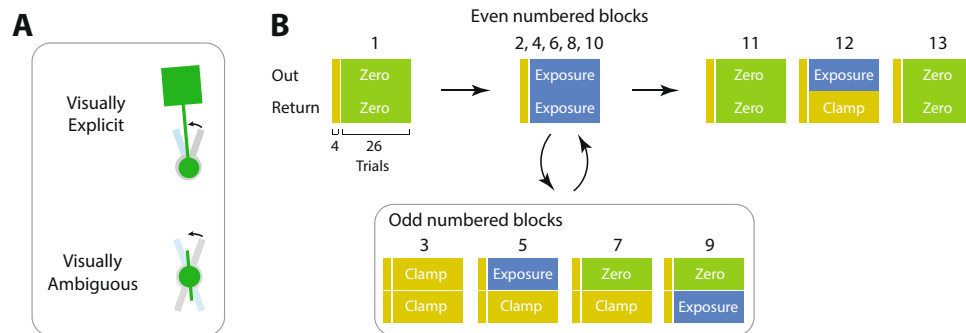 A
Visually
Explicit
Visually
Ambiguous
B
Even numbered blocks
1
2, 4, 6, 8, 10
11
12
13
Out
Zero
Exposure
Zero
Exposure
Zero
Return
Zero
Exposure
Zero
Clamp
Zero
4
26
Trials
Odd numbered blocks
3
5
7
9
Clamp
Exposure
Zero
Zero
Clamp
Clamp
Clamp
Exposure